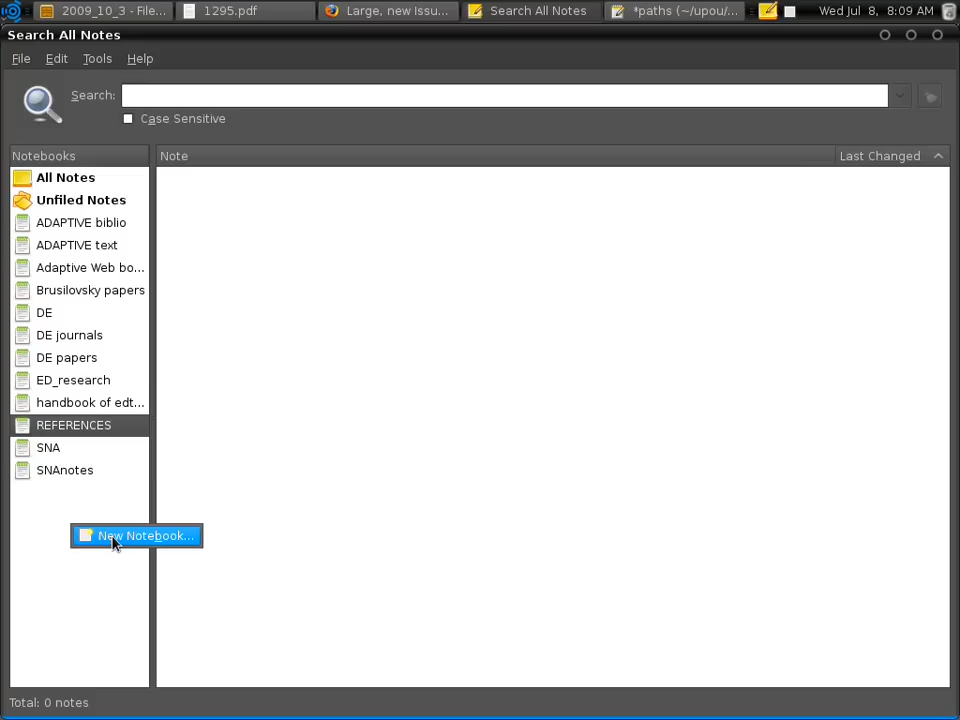 2009_10_3 - File...
1295.pdf
Large, new Issu...
Search All Notes
*paths (~/upou/...
Wed Jul 8, 8:09 AM
Search All Notes
File
Edit
Tools
Help
Search:
Case Sensitive
Notebooks
Note
Last Changed
All Notes
Unfiled Notes
ADAPTIVE biblio
ADAPTIVE text
Adaptive Web bo...
Brusilovsky papers
DE
DE journals
DE papers
ED_research
handbook of edt...
REFERENCES
SNA
SNAnotes
New Notebook...
Total: 0 notes